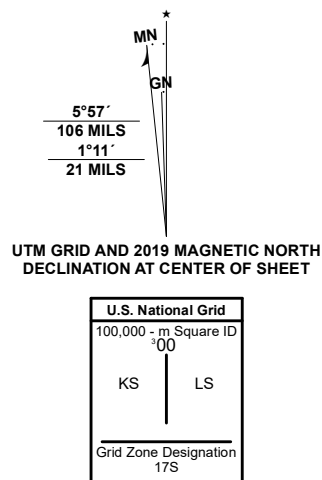 ★
MN
GN
5°57´
106 MILS
1°11´
21 MILS
UTM GRID AND 2019 MAGNETIC NORTH
DECLINATION AT CENTER OF SHEET
U.S. National Grid
100,000 - m Square ID
³00
KS LS
Grid Zone Designation
17S